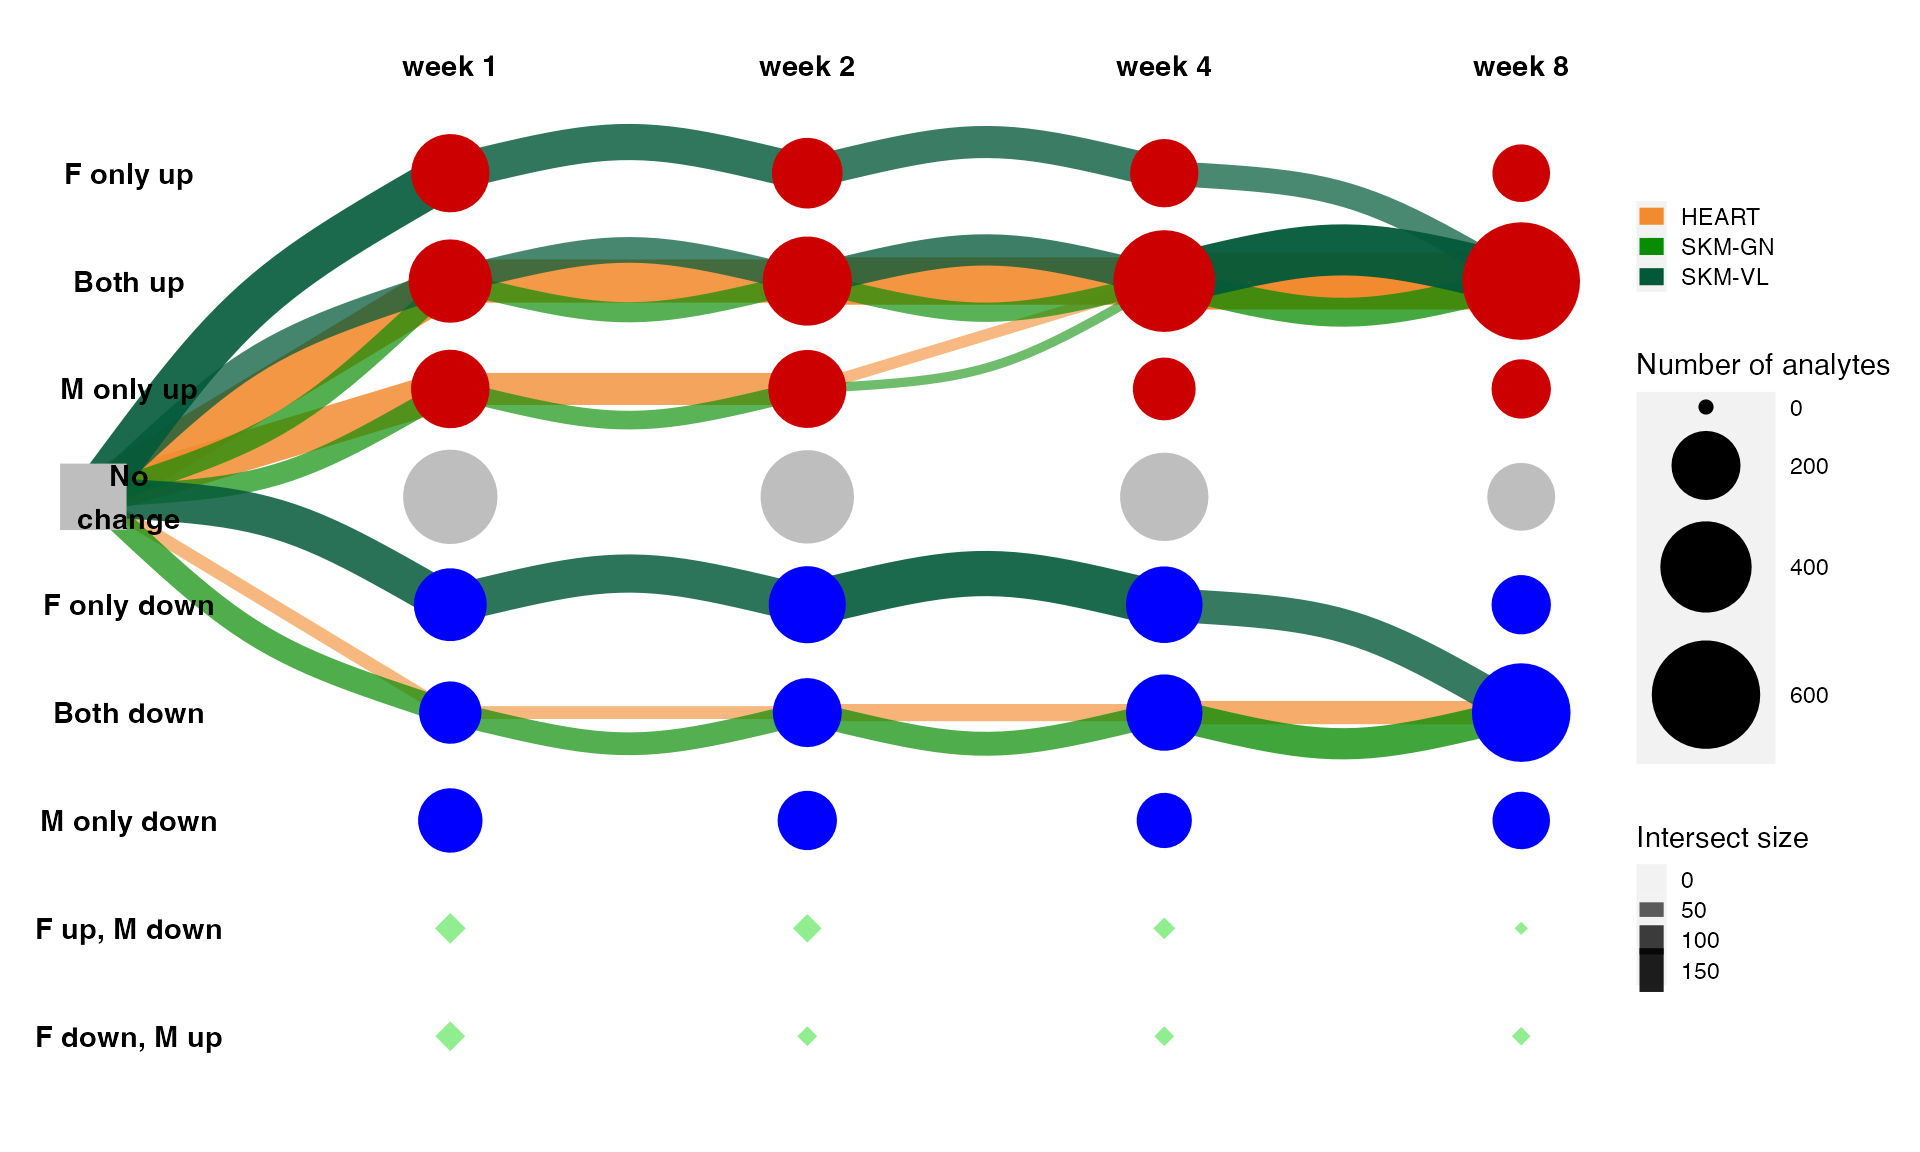 week 1
week 2
week 4
week 8
F only up
Both up
M only up
No
change
F only down
Both down
M only down
F up, M down
F down, M up
HEART
SKM-GN
SKM-VL
Number of analytes
0
200
400
600
Intersect size
0
50
100
150